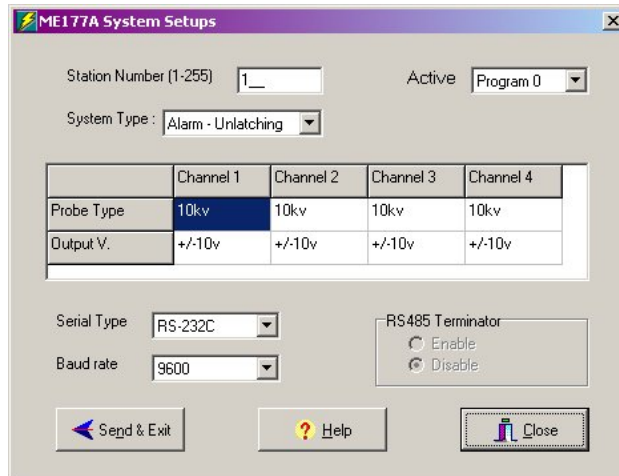 ME177A System Setups
Station Number (1-255) 1__ Active Program 0
System Type : Alarm - Unlatching
Channel 1 Channel 2 Channel 3 Channel 4
Probe Type 10kv 10kv 10kv 10kv
Output V. +/-10v +/-10v +/-10v +/-10v
Serial Type RS-232C RS485 Terminator
Enable
Baud rate 9600 Disable
Send & Exit ? Help Close